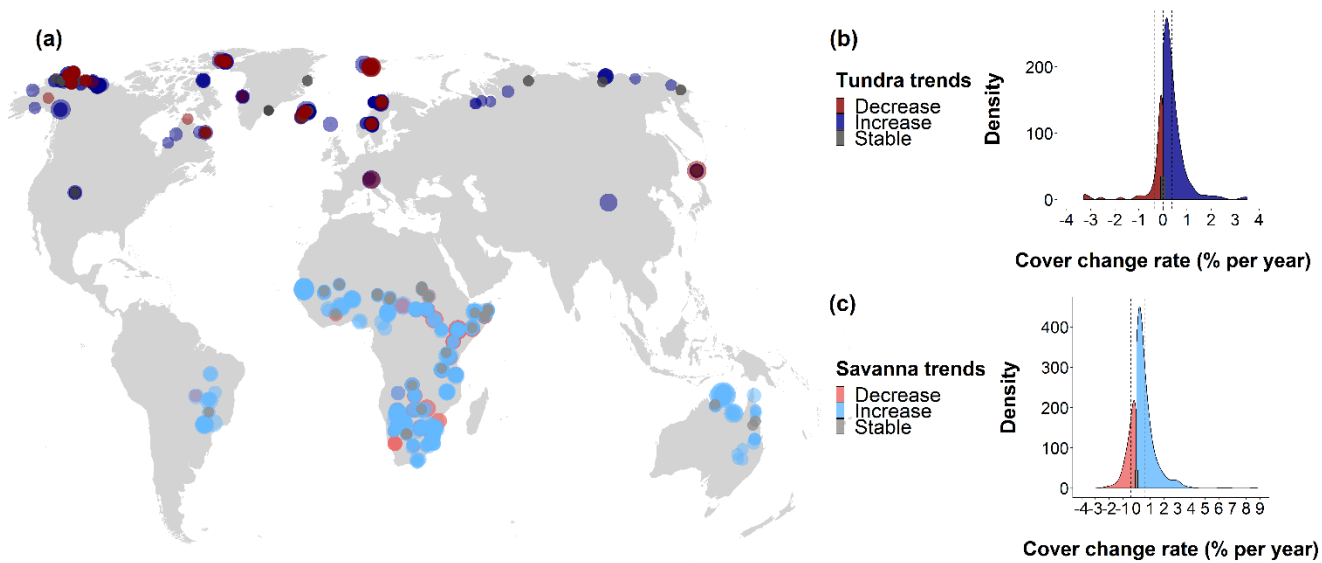 (a)
(b)
Tundra trends
Decrease
Increase
Stable
Density
200
100
0
-4 -3 -2 -1 0 1 2 3 4
Cover change rate (% per year)
(c)
Savanna trends
Decrease
Increase
Stable
Density
400
300
200
100
0
-4 -3 -2 -1 0 1 2 3 4 5 6 7 8 9
Cover change rate (% per year)